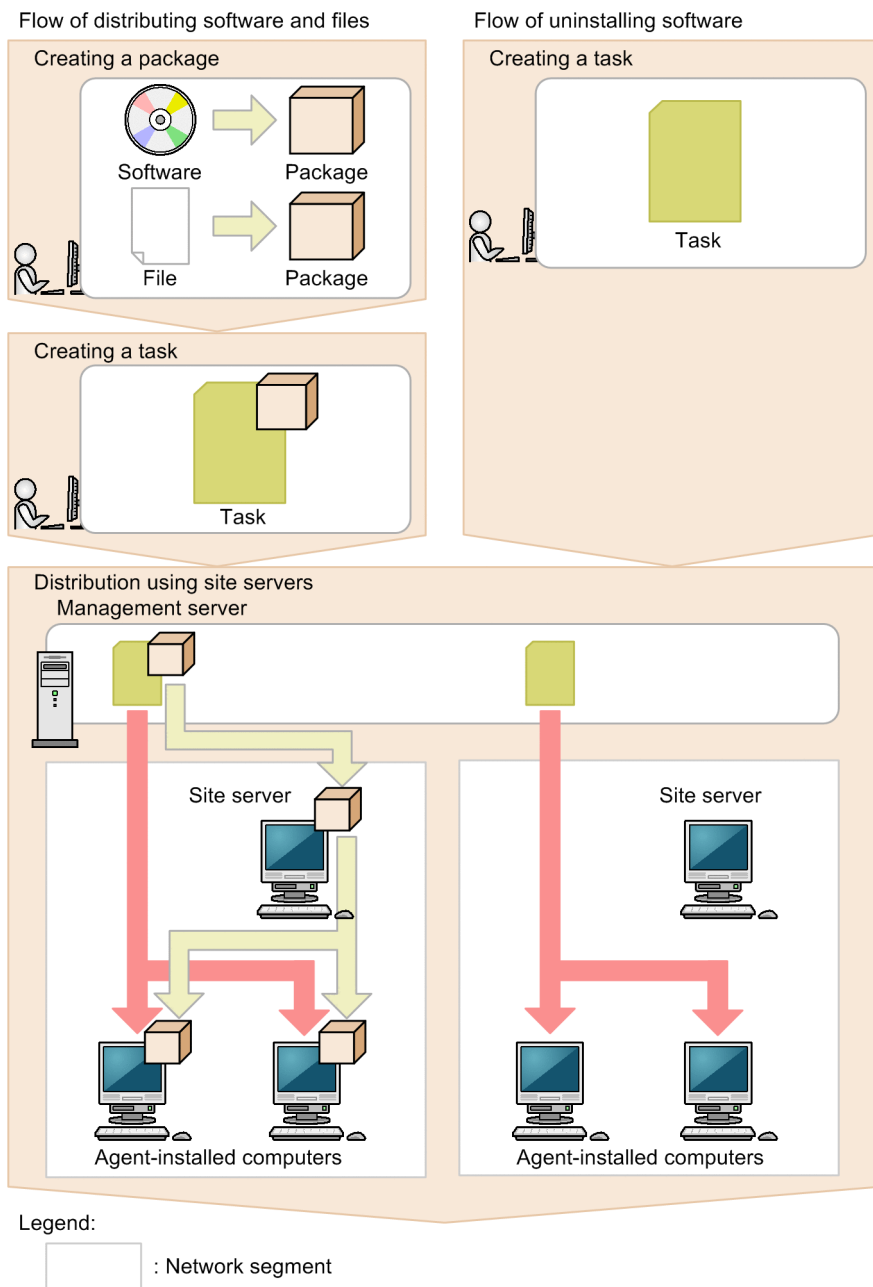 Flow of distributing software and files
Flow of uninstalling software
Creating a package
Software
Package
File
Package
Creating a task
Task
Creating a task
Task
Distribution using site servers
Management server
Site server
Site server
Agent-installed computers
Agent-installed computers
Legend:
: Network segment